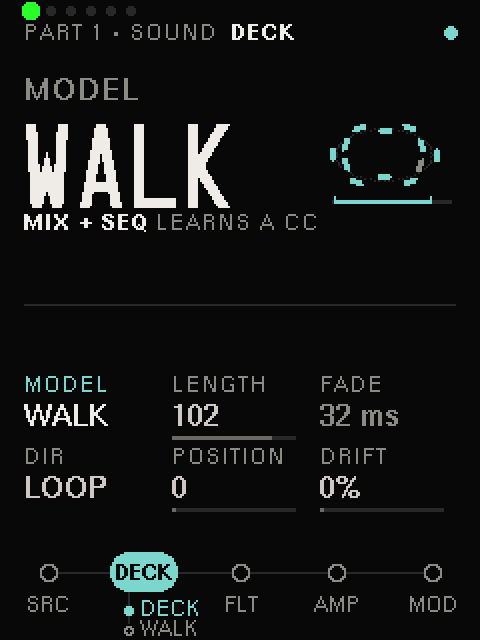 PART 1 · SOUND DECK
MODEL
WALK
MIX + SEQ LEARNS A CC
MODEL LENGTH FADE
WALK 102 32 ms
DIR POSITION DRIFT
LOOP 0 0%
DECK
SRC DECK FLT AMP MOD
WALK